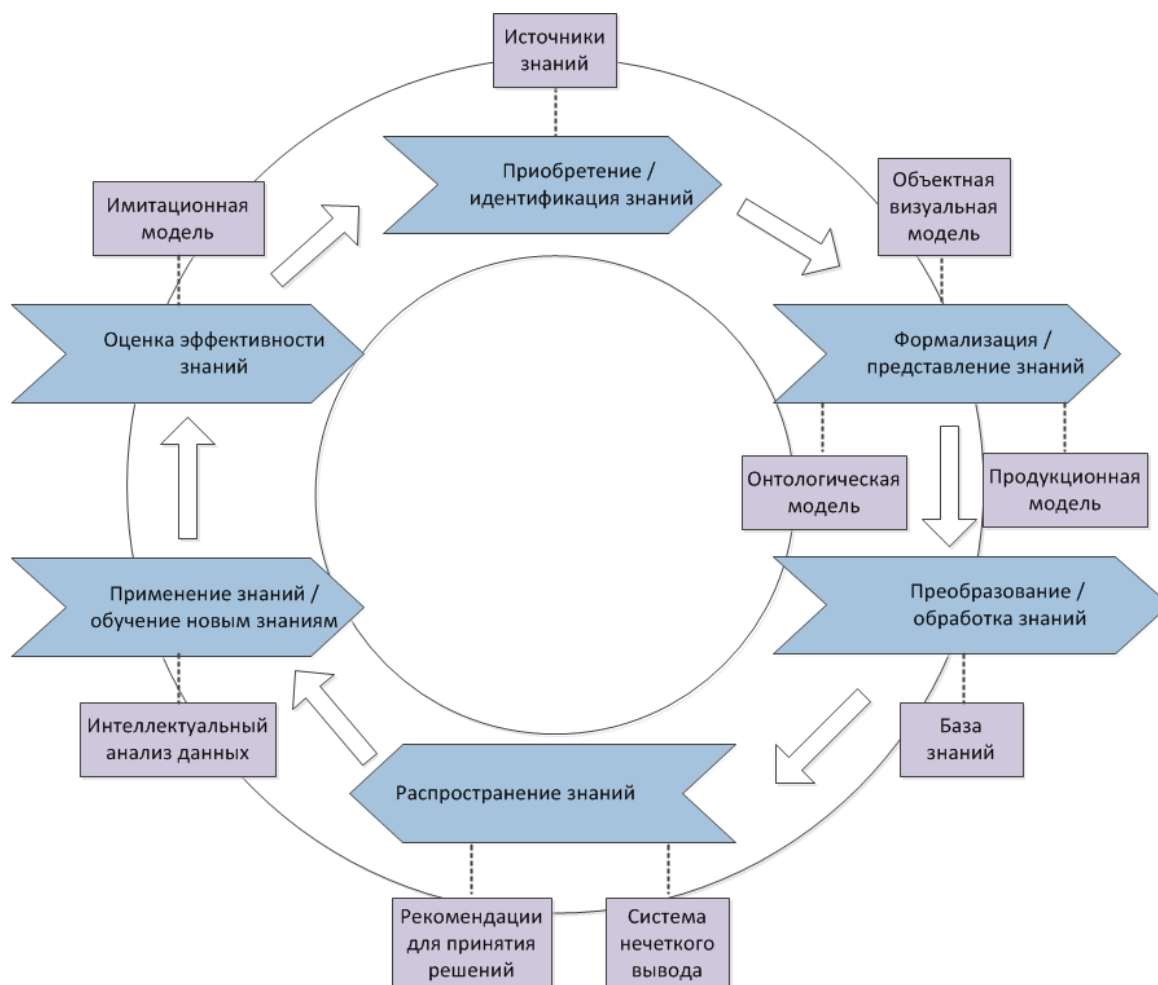 Источники
знаний
Приобретение /
идентификация знаний
Объектная
визуальная
модель
Имитационная
модель
Оценка эффективности
знаний
Формализация /
представление знаний
Онтологическая
модель
Продукционная
модель
Применение знаний /
обучение новым знаниям
Преобразование /
обработка знаний
Интеллектуальный
анализ данных
База
знаний
Распространение знаний
Рекомендации
для принятия
решений
Система
нечеткого
вывода